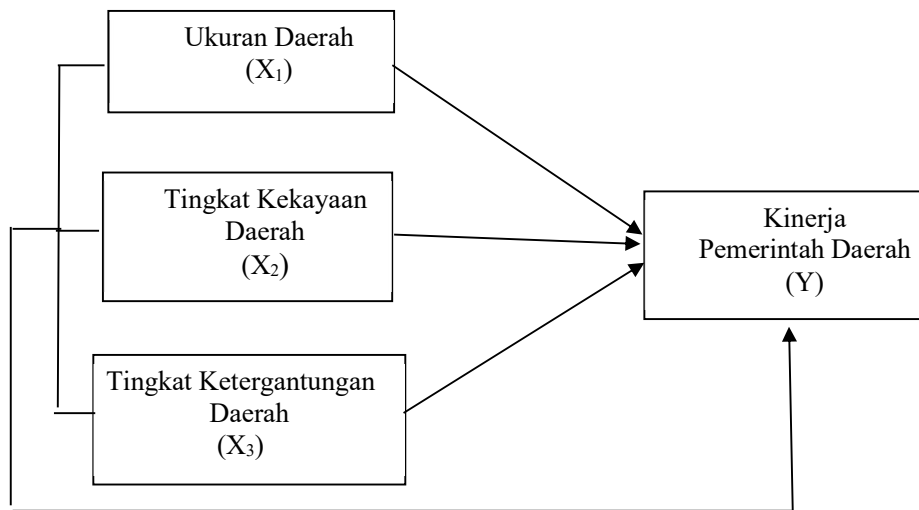 Ukuran Daerah
(X₁)
Tingkat Kekayaan
Daerah
(X₂)
Tingkat Ketergantungan
Daerah
(X₃)
Kinerja
Pemerintah Daerah
(Y)